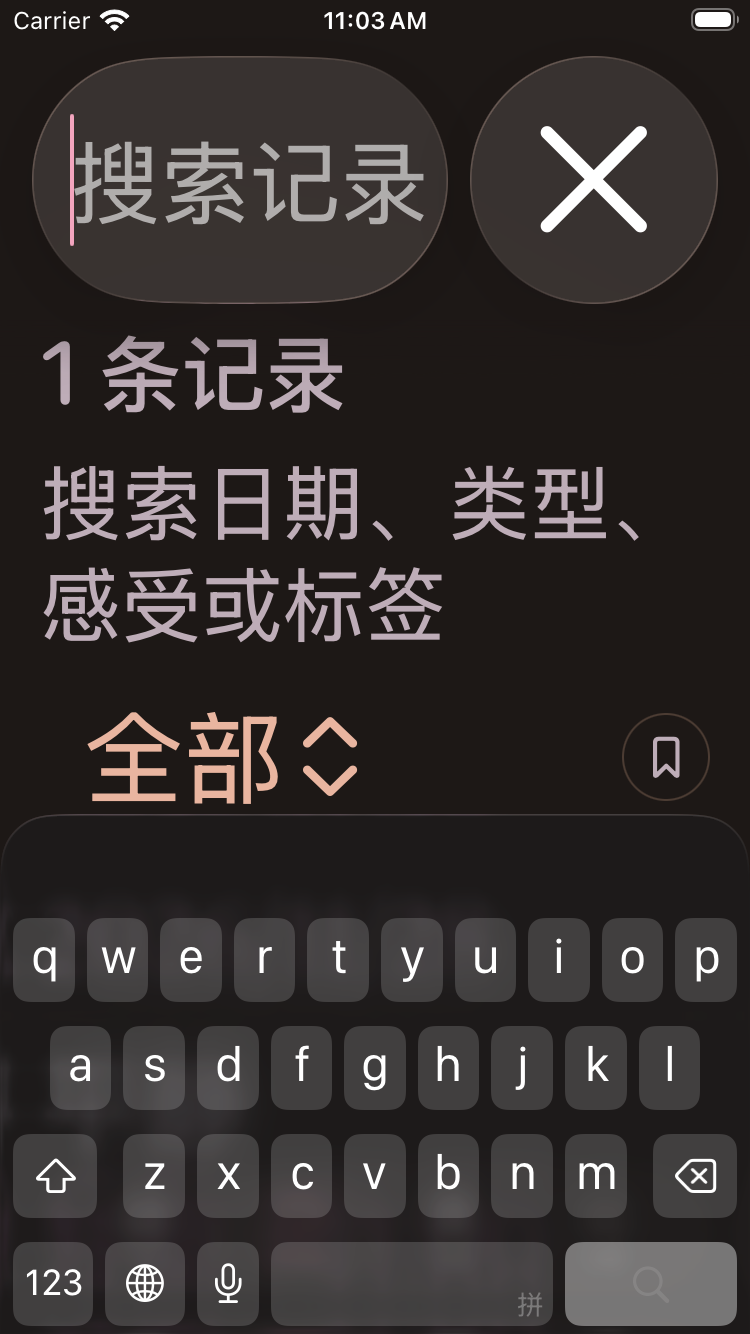 Carrier 11:03 AM
搜索记录
1 条记录
搜索日期、类型、
感受或标签
全部
q w e r t y u i o p
a s d f g h j k l
z x c v b n m
123 拼